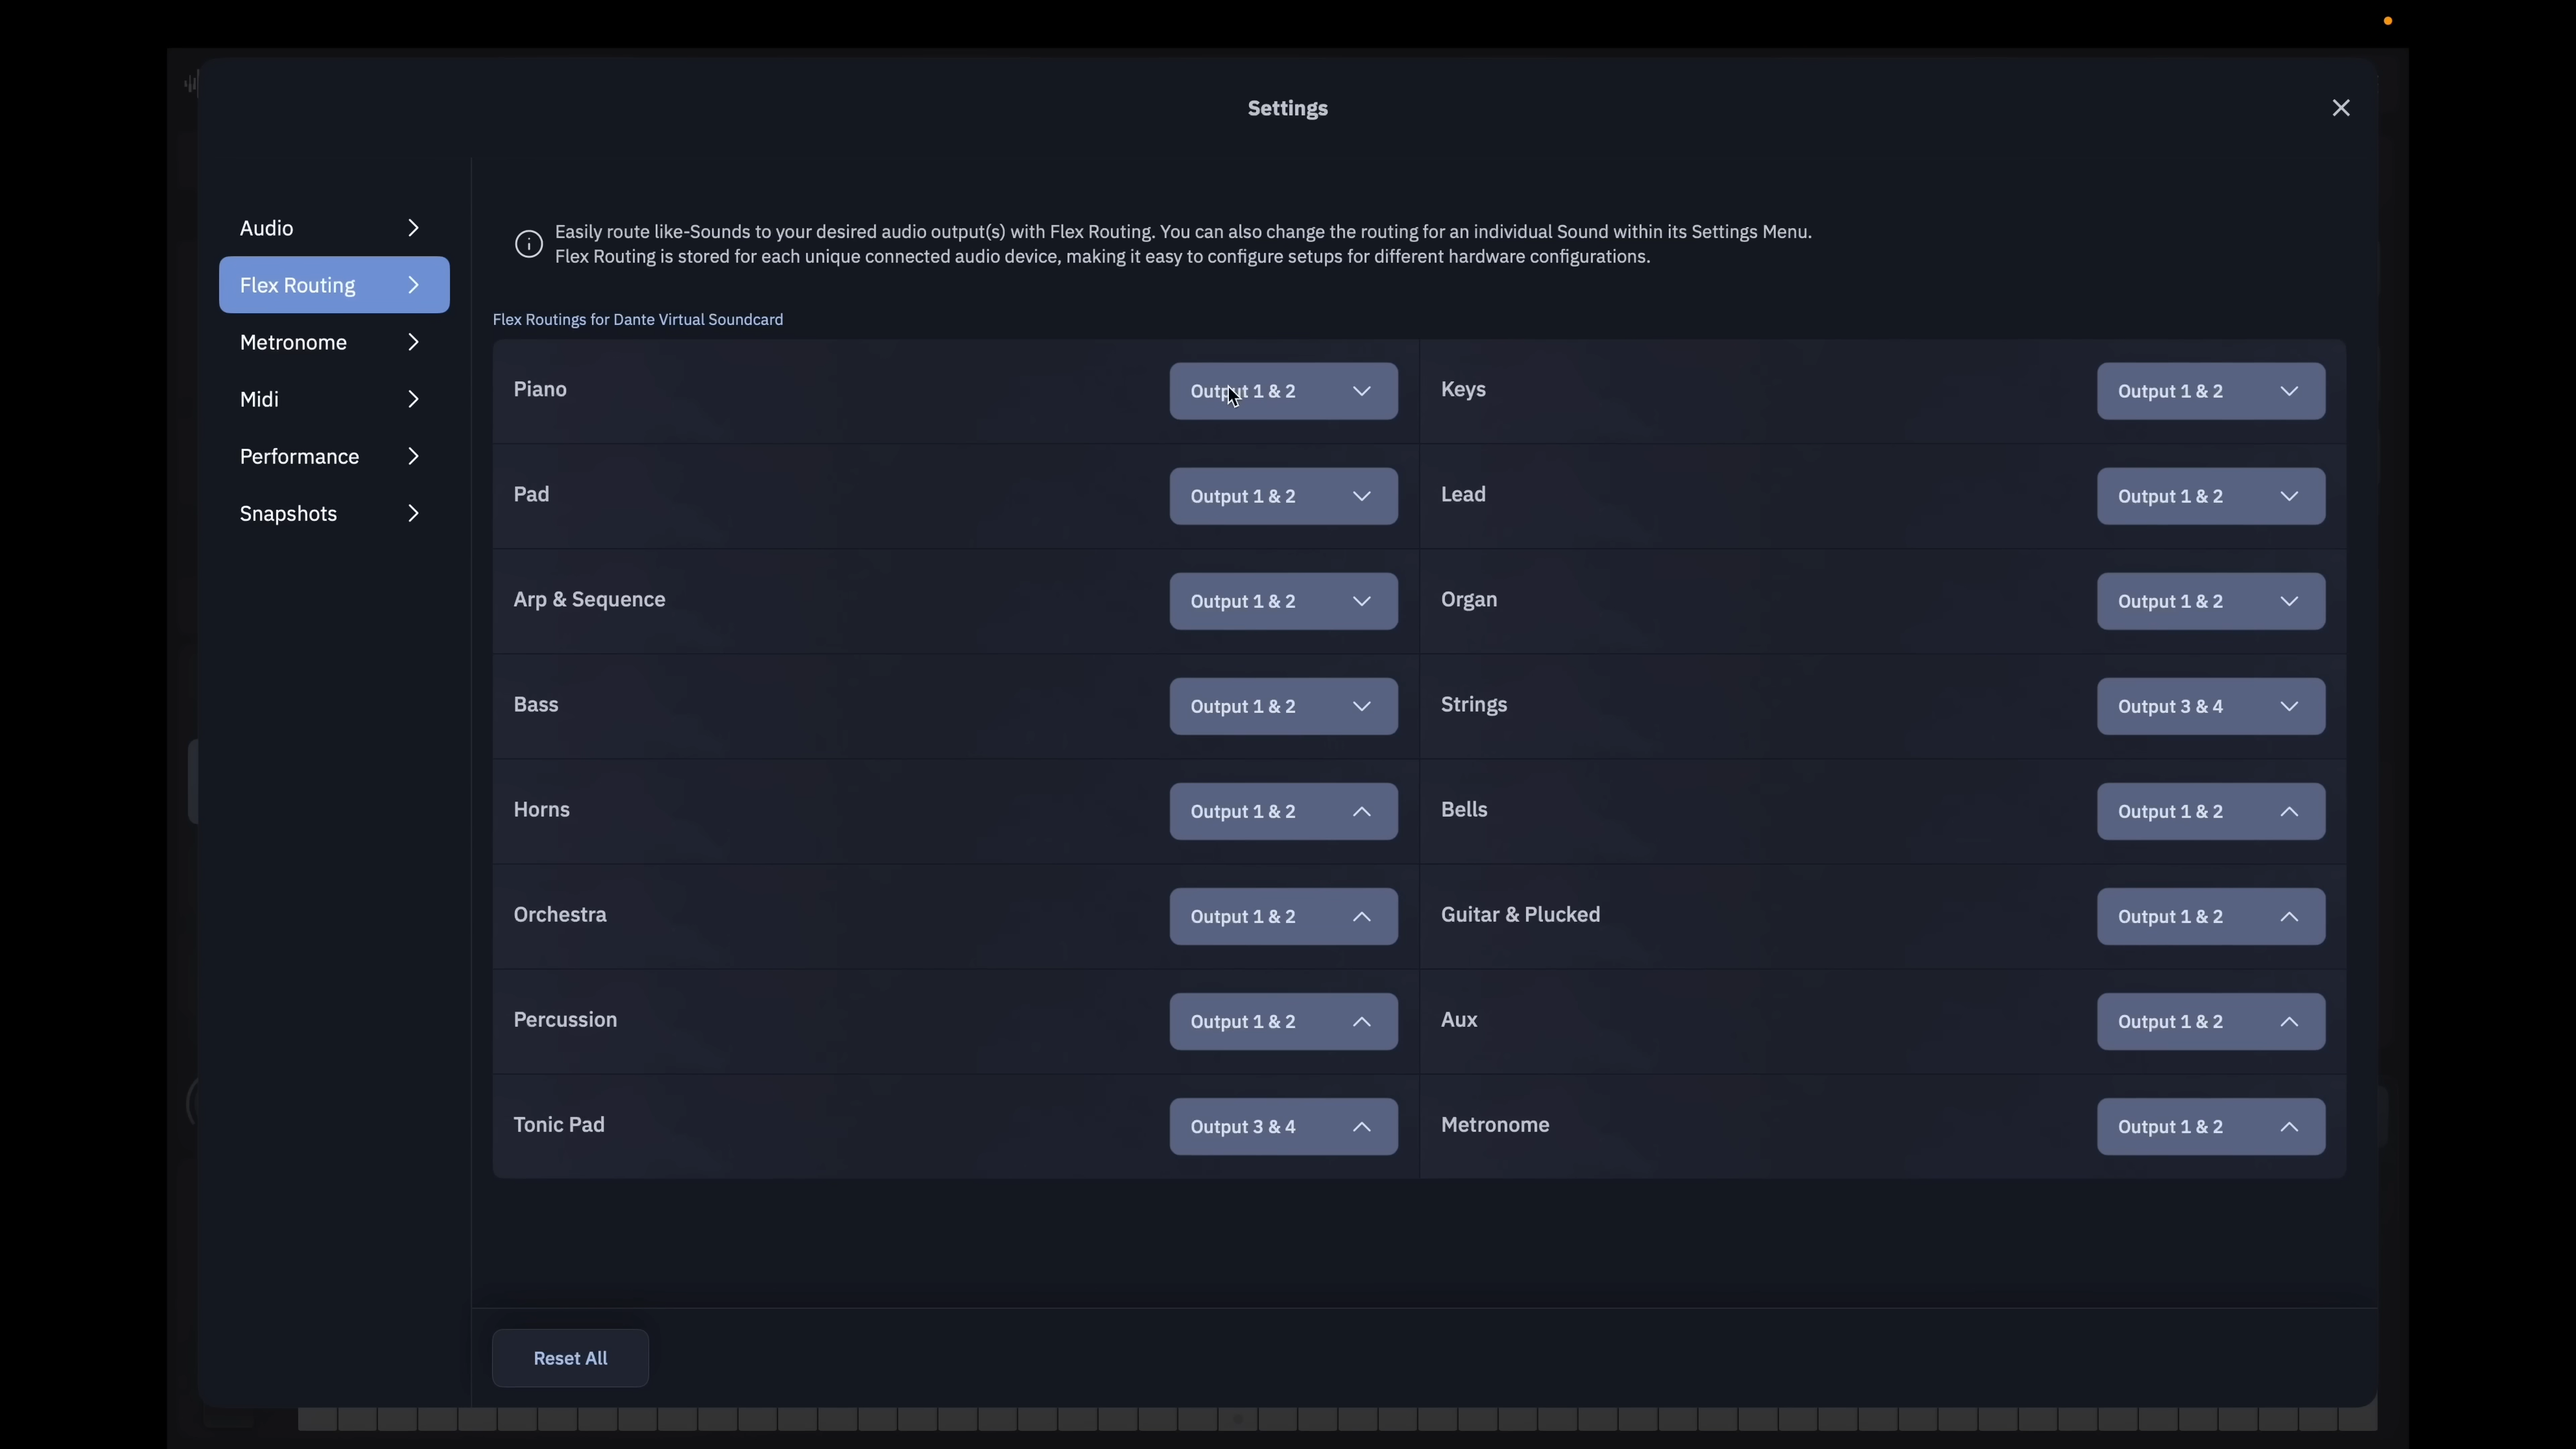 Settings
Audio
Flex Routing
Metronome
Midi
Performance
Snapshots
Easily route like-Sounds to your desired audio output(s) with Flex Routing. You can also change the routing for an individual Sound within its Settings Menu.
Flex Routing is stored for each unique connected audio device, making it easy to configure setups for different hardware configurations.
Flex Routings for Dante Virtual Soundcard
Piano Output 1 & 2 Keys Output 1 & 2
Pad Output 1 & 2 Lead Output 1 & 2
Arp & Sequence Output 1 & 2 Organ Output 1 & 2
Bass Output 1 & 2 Strings Output 3 & 4
Horns Output 1 & 2 Bells Output 1 & 2
Orchestra Output 1 & 2 Guitar & Plucked Output 1 & 2
Percussion Output 1 & 2 Aux Output 1 & 2
Tonic Pad Output 3 & 4 Metronome Output 1 & 2
Reset All